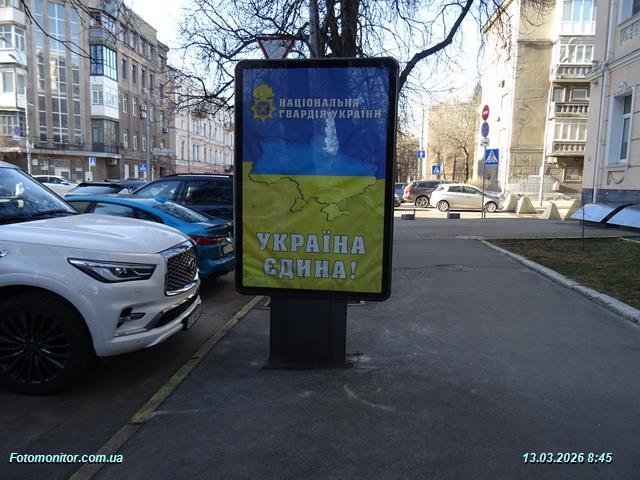 НАЦІОНАЛЬНА
ГВАРДІЯ УКРАЇНИ
УКРАЇНА
ЄДИНА!
Fotomonitor.com.ua
13.03.2026 8:45